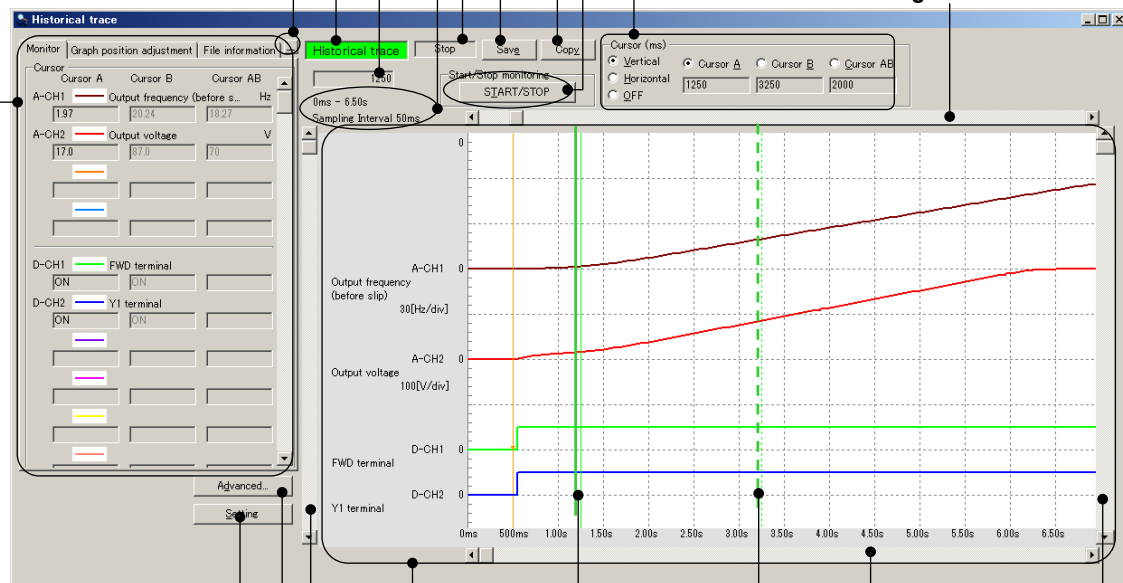 Historical trace
Monitor Graph position adjustment File information
Historical trace Stop Save Copy
1250
Start/Stop monitoring
START/STOP
0ms - 6.50s
Sampling Interval 50ms
Cursor (ms)
Vertical
Horizontal
OFF
Cursor A Cursor B Cursor AB
1250 3250 2000
Cursor
Cursor A Cursor B Cursor AB
A-CH1 Output frequency (before s... Hz
1.97 20.24 18.27
A-CH2 Output voltage V
17.0 87.0 70
D-CH1 FWD terminal
ON ON
D-CH2 Y1 terminal
ON ON
Advanced...
Setting
0
A-CH1 0
Output frequency
(before slip)
30[Hz/div]
A-CH2 0
Output voltage
100[V/div]
D-CH1 0
FWD terminal
D-CH2 0
Y1 terminal
0ms 500ms 1.00s 1.50s 2.00s 2.50s 3.00s 3.50s 4.00s 4.50s 5.00s 5.50s 6.00s 6.50s